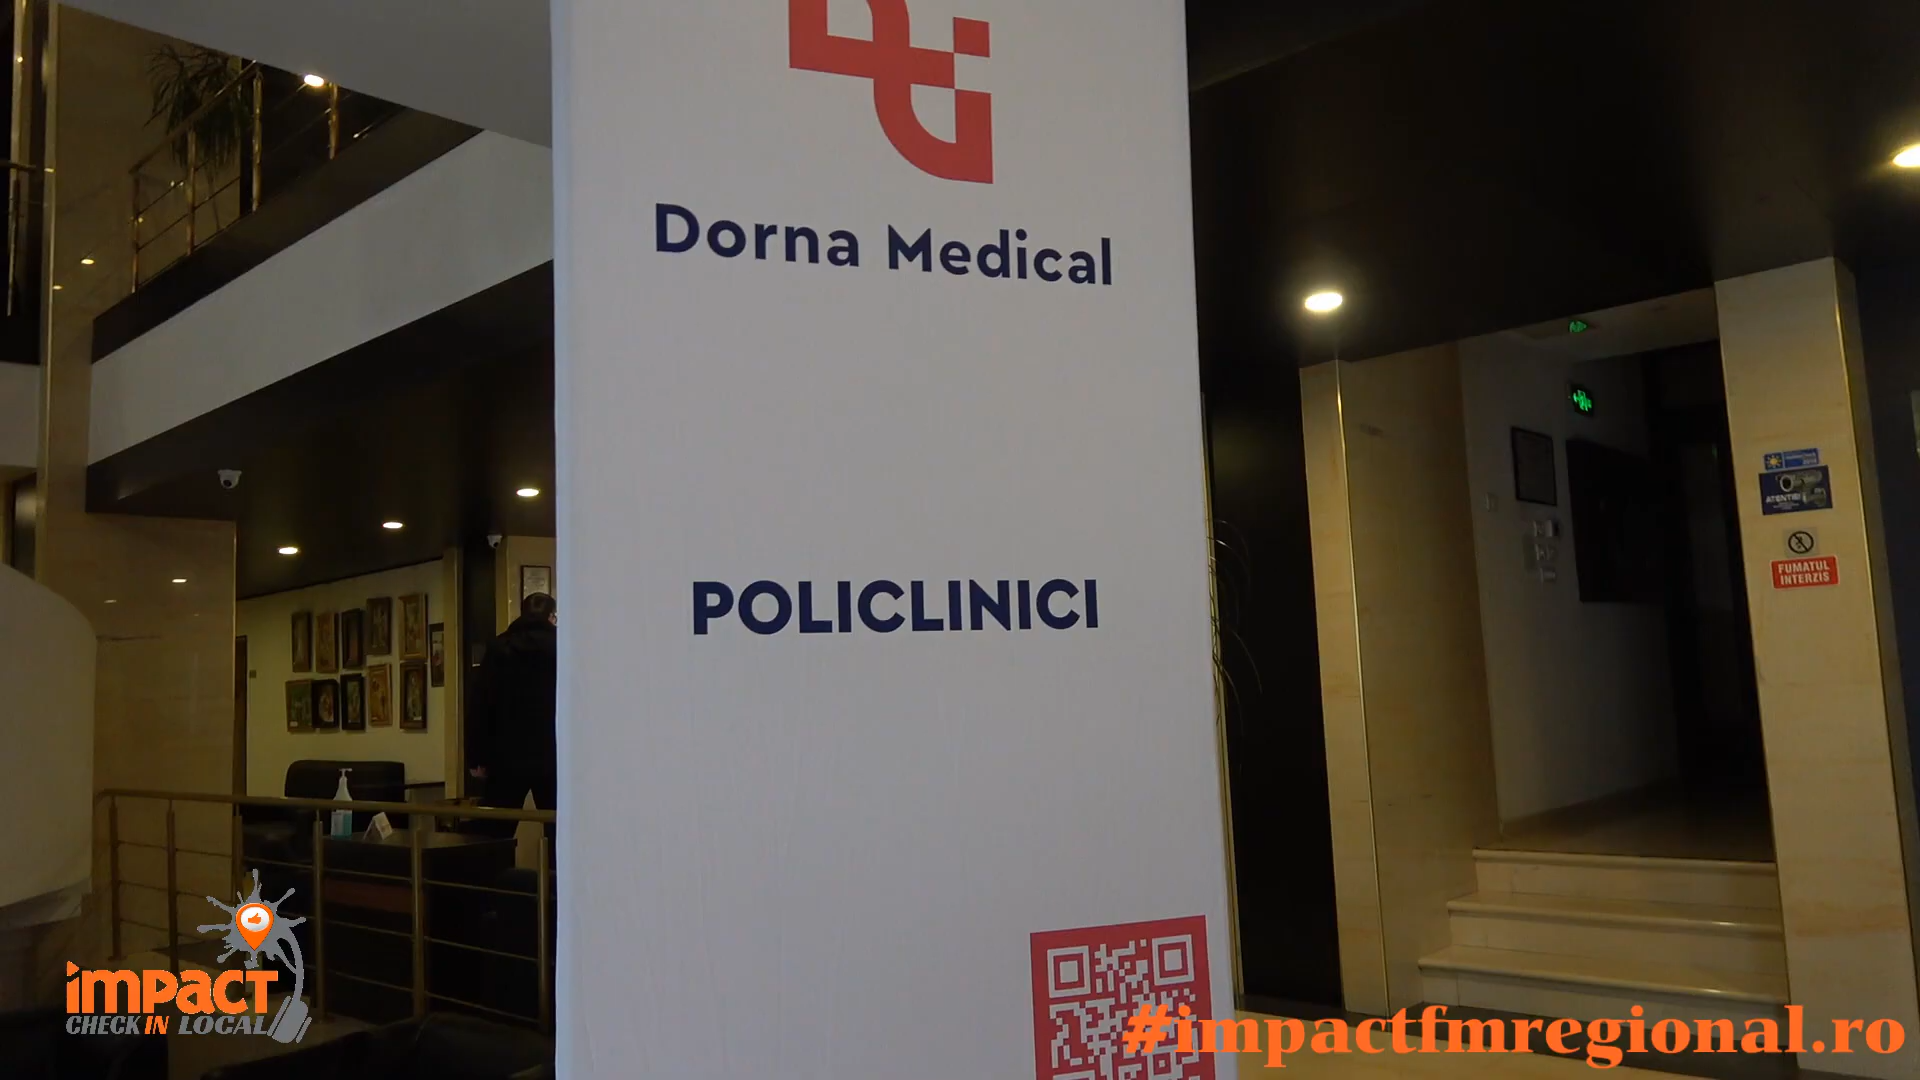 Dorna Medical
POLICLINICI
ATENTIE!
FUMATUL
INTERZIS
impact
CHECK IN LOCAL
#impactfmregional.ro